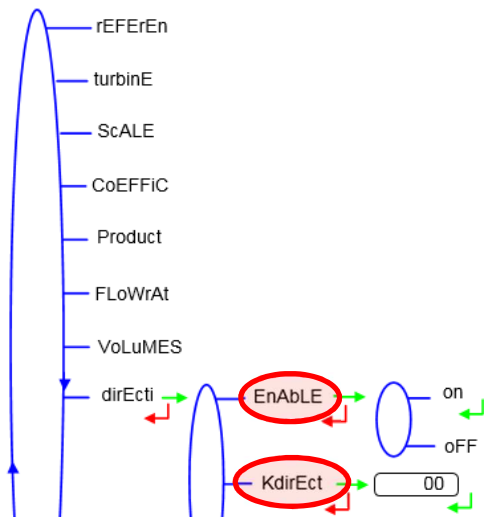 rEFErEn
turbinE
ScALE
CoEFFiC
Product
FLoWrAt
VoLuMES
dirEcti EnAbLE on
oFF
KdirEct 00